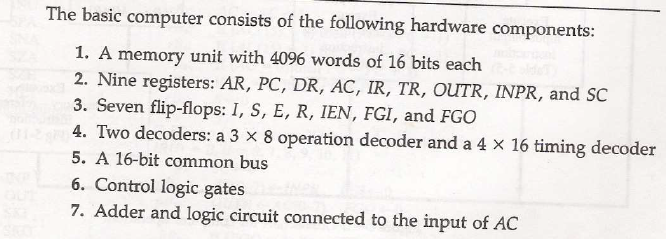 The basic computer consists of the following hardware components:
1. A memory unit with 4096 words of 16 bits each
2. Nine registers: AR, PC, DR, AC, IR, TR, OUTR, INPR, and SC
3. Seven flip-flops: I, S, E, R, IEN, FGI, and FGO
4. Two decoders: a 3 × 8 operation decoder and a 4 × 16 timing decoder
5. A 16-bit common bus
6. Control logic gates
7. Adder and logic circuit connected to the input of AC